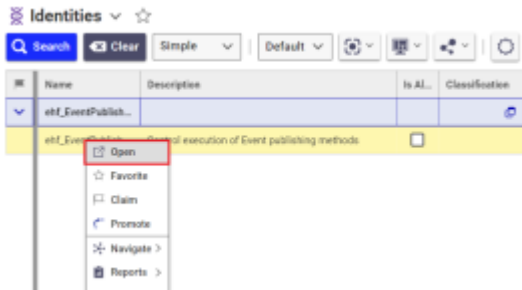 Identities
Search Clear Simple Default
Name Description Is Al... Classification
ehf_EventPublish...
ehf_EventPublish... Control execution of Event publishing methods
Open
Favorite
Claim
Promote
Navigate >
Reports >